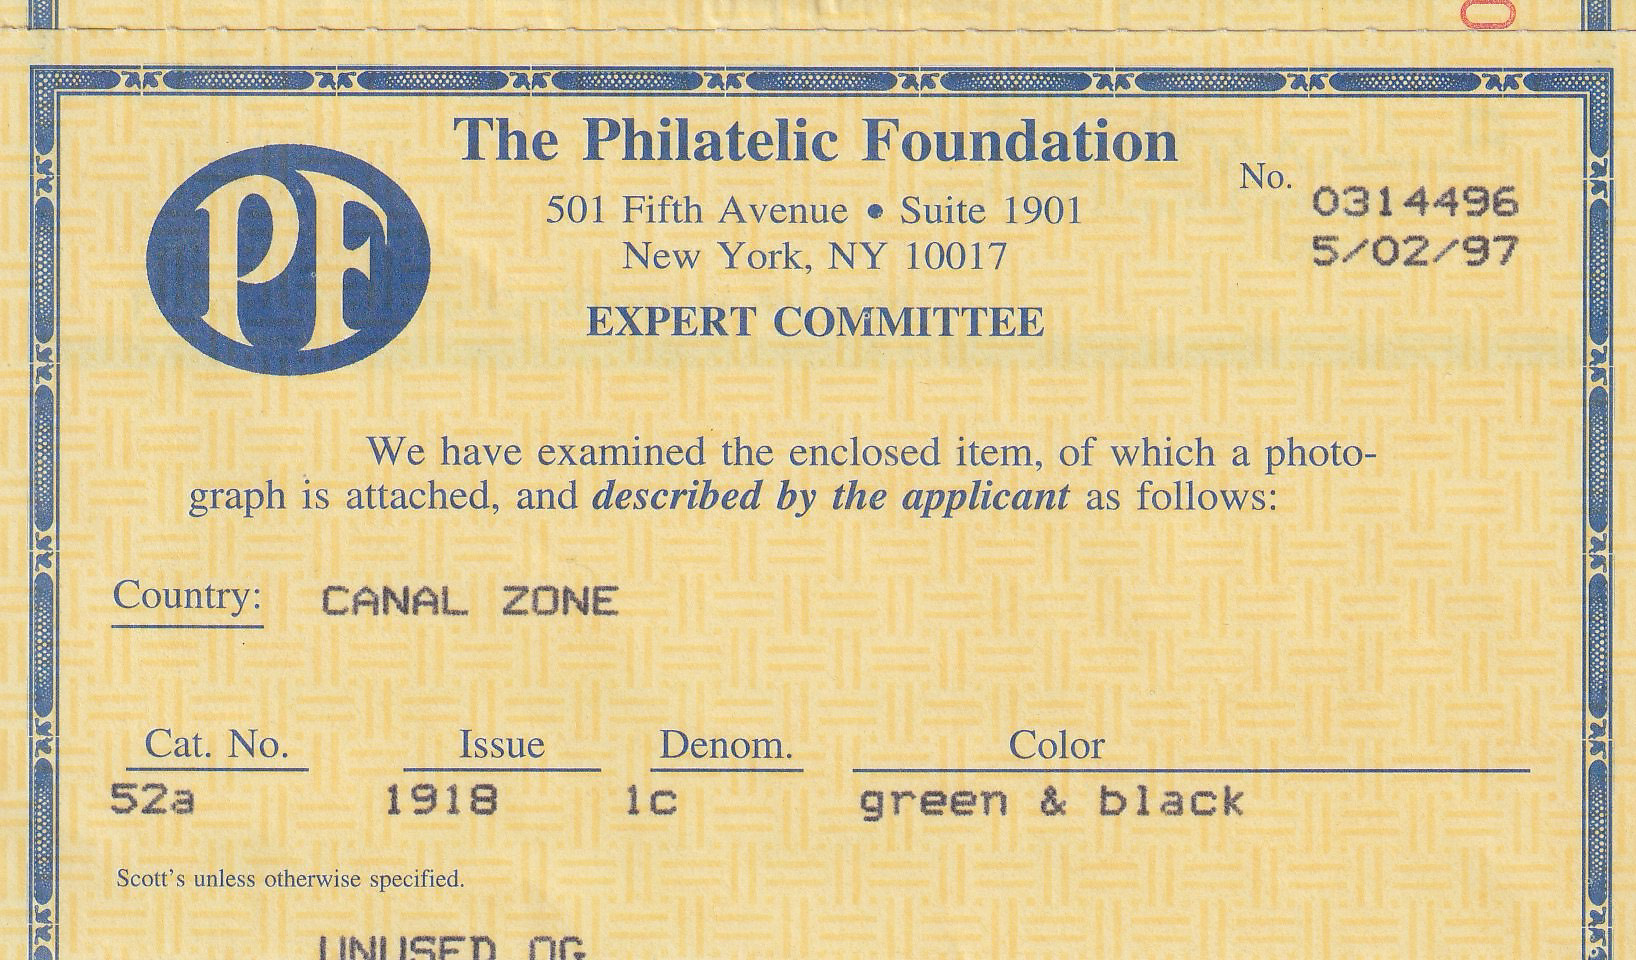 0
The Philatelic Foundation
PF
501 Fifth Avenue • Suite 1901
New York, NY 10017
EXPERT COMMITTEE
No. 0314496
5/02/97
We have examined the enclosed item, of which a photo-
graph is attached, and described by the applicant as follows:
Country: CANAL ZONE
Cat. No. Issue Denom. Color
52a 1918 1c green & black
Scott's unless otherwise specified.
UNUSED OG